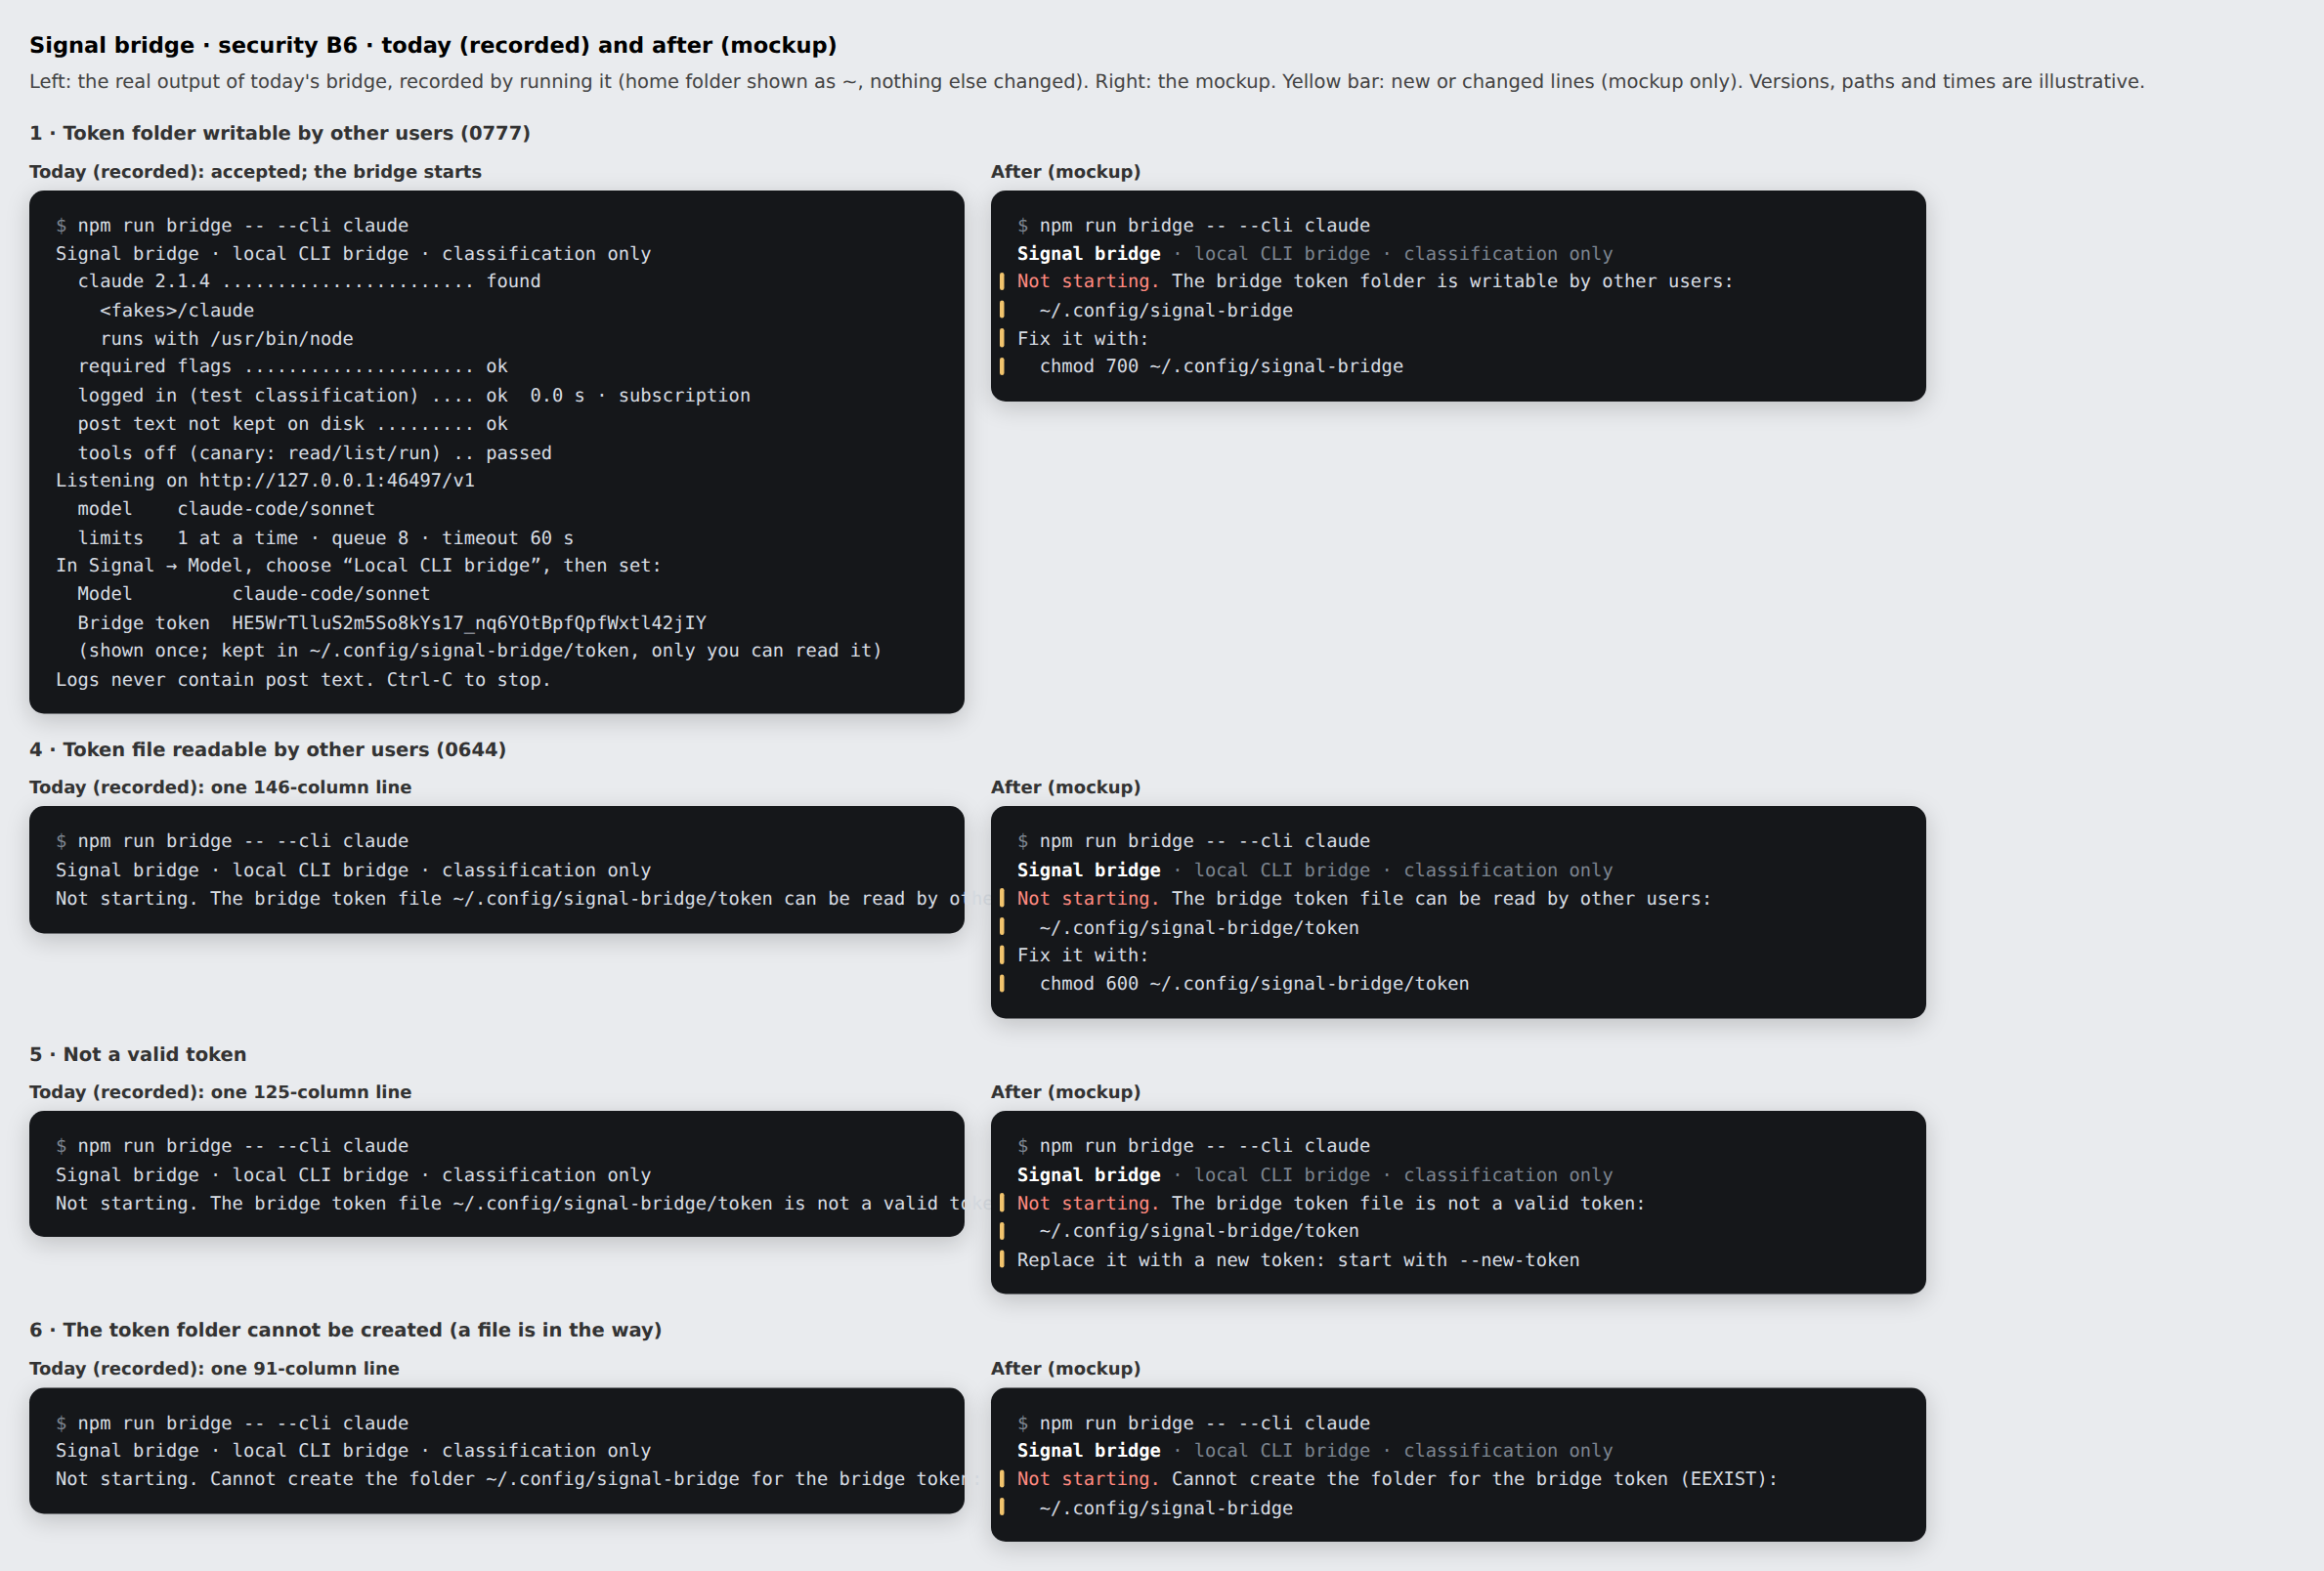 Signal bridge · security B6 · today (recorded) and after (mockup)
Left: the real output of today's bridge, recorded by running it (home folder shown as ~, nothing else changed). Right: the mockup. Yellow bar: new or changed lines (mockup only). Versions, paths and times are illustrative.
1 · Token folder writable by other users (0777)
Today (recorded): accepted; the bridge starts
$ npm run bridge -- --cli claude
Signal bridge · local CLI bridge · classification only
claude 2.1.4 ....................... found
<fakes>/claude
runs with /usr/bin/node
required flags ..................... ok
logged in (test classification) .... ok  0.0 s · subscription
post text not kept on disk ......... ok
tools off (canary: read/list/run) .. passed
Listening on http://127.0.0.1:46497/v1
model    claude-code/sonnet
limits   1 at a time · queue 8 · timeout 60 s
In Signal → Model, choose “Local CLI bridge”, then set:
Model         claude-code/sonnet
Bridge token  HE5WrTlluS2m5So8kYs17_nq6YOtBpfQpfWxtl42jIY
(shown once; kept in ~/.config/signal-bridge/token, only you can read it)
Logs never contain post text. Ctrl-C to stop.
After (mockup)
$ npm run bridge -- --cli claude
Signal bridge · local CLI bridge · classification only
Not starting. The bridge token folder is writable by other users:
~/.config/signal-bridge
Fix it with:
chmod 700 ~/.config/signal-bridge
4 · Token file readable by other users (0644)
Today (recorded): one 146-column line
$ npm run bridge -- --cli claude
Signal bridge · local CLI bridge · classification only
Not starting. The bridge token file ~/.config/signal-bridge/token can be read by othe
After (mockup)
$ npm run bridge -- --cli claude
Signal bridge · local CLI bridge · classification only
Not starting. The bridge token file can be read by other users:
~/.config/signal-bridge/token
Fix it with:
chmod 600 ~/.config/signal-bridge/token
5 · Not a valid token
Today (recorded): one 125-column line
$ npm run bridge -- --cli claude
Signal bridge · local CLI bridge · classification only
Not starting. The bridge token file ~/.config/signal-bridge/token is not a valid toke
After (mockup)
$ npm run bridge -- --cli claude
Signal bridge · local CLI bridge · classification only
Not starting. The bridge token file is not a valid token:
~/.config/signal-bridge/token
Replace it with a new token: start with --new-token
6 · The token folder cannot be created (a file is in the way)
Today (recorded): one 91-column line
$ npm run bridge -- --cli claude
Signal bridge · local CLI bridge · classification only
Not starting. Cannot create the folder ~/.config/signal-bridge for the bridge token:
After (mockup)
$ npm run bridge -- --cli claude
Signal bridge · local CLI bridge · classification only
Not starting. Cannot create the folder for the bridge token (EEXIST):
~/.config/signal-bridge